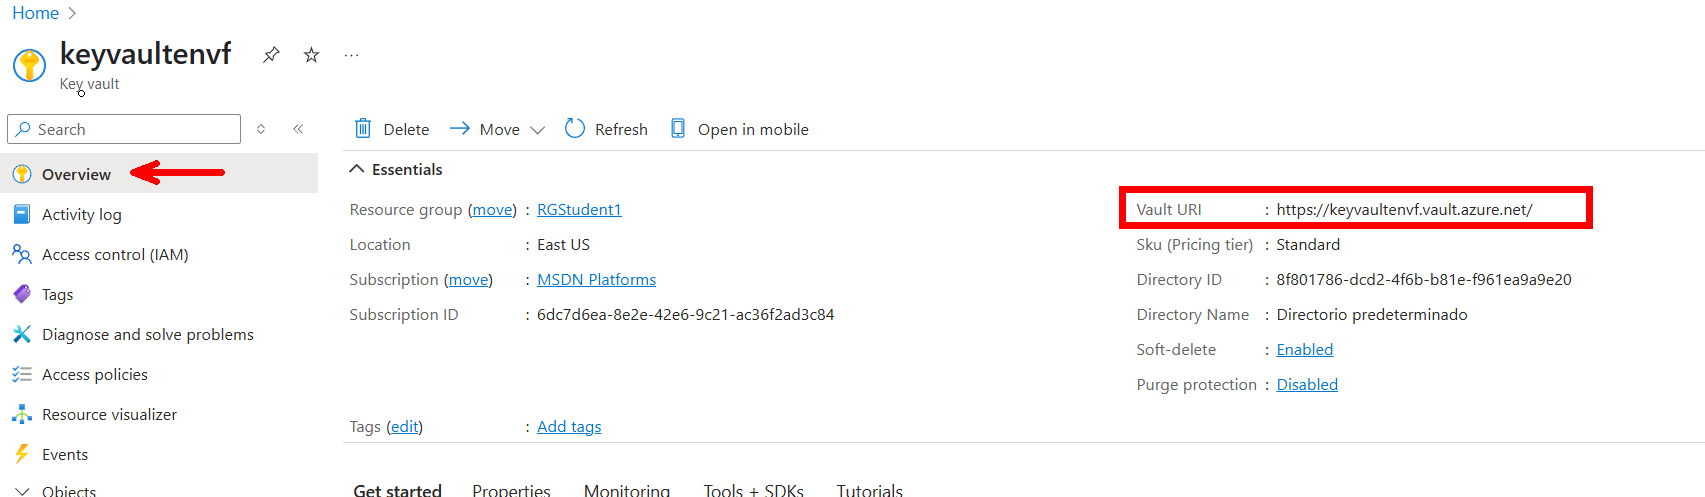 Home >
keyvaultenvf
Key vault
Search
Delete Move Refresh Open in mobile
Overview
Activity log
Access control (IAM)
Tags
Diagnose and solve problems
Access policies
Resource visualizer
Events
Objects
Essentials
Resource group (move) : RGStudent1
Location : East US
Subscription (move) : MSDN Platforms
Subscription ID : 6dc7d6ea-8e2e-42e6-9c21-ac36f2ad3c84
Vault URI : https://keyvaultenvf.vault.azure.net/
Sku (Pricing tier) : Standard
Directory ID : 8f801786-dcd2-4f6b-b81e-f961ea9a9e20
Directory Name : Directorio predeterminado
Soft-delete : Enabled
Purge protection : Disabled
Tags (edit) : Add tags
Get started Properties Monitoring Tools + SDKs Tutorials